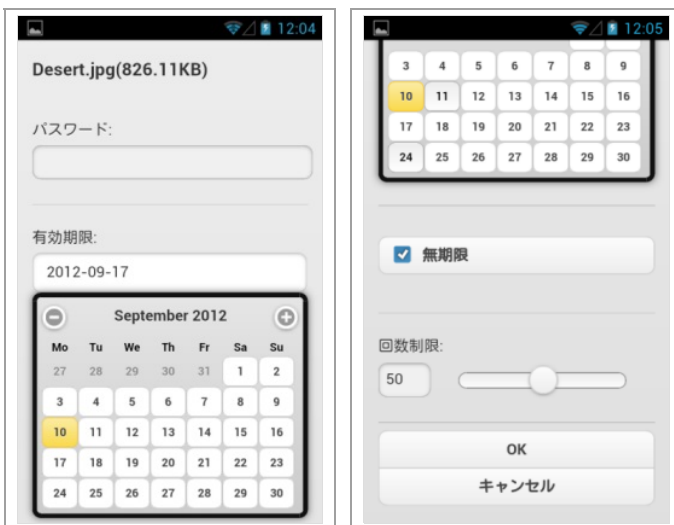 12:04
Desert.jpg(826.11KB)
パスワード:
有効期限:
2012-09-17
September 2012
Mo Tu We Th Fr Sa Su
27 28 29 30 31 1 2
3 4 5 6 7 8 9
10 11 12 13 14 15 16
17 18 19 20 21 22 23
24 25 26 27 28 29 30
12:05
3 4 5 6 7 8 9
10 11 12 13 14 15 16
17 18 19 20 21 22 23
24 25 26 27 28 29 30
無期限
回数制限:
50
OK
キャンセル